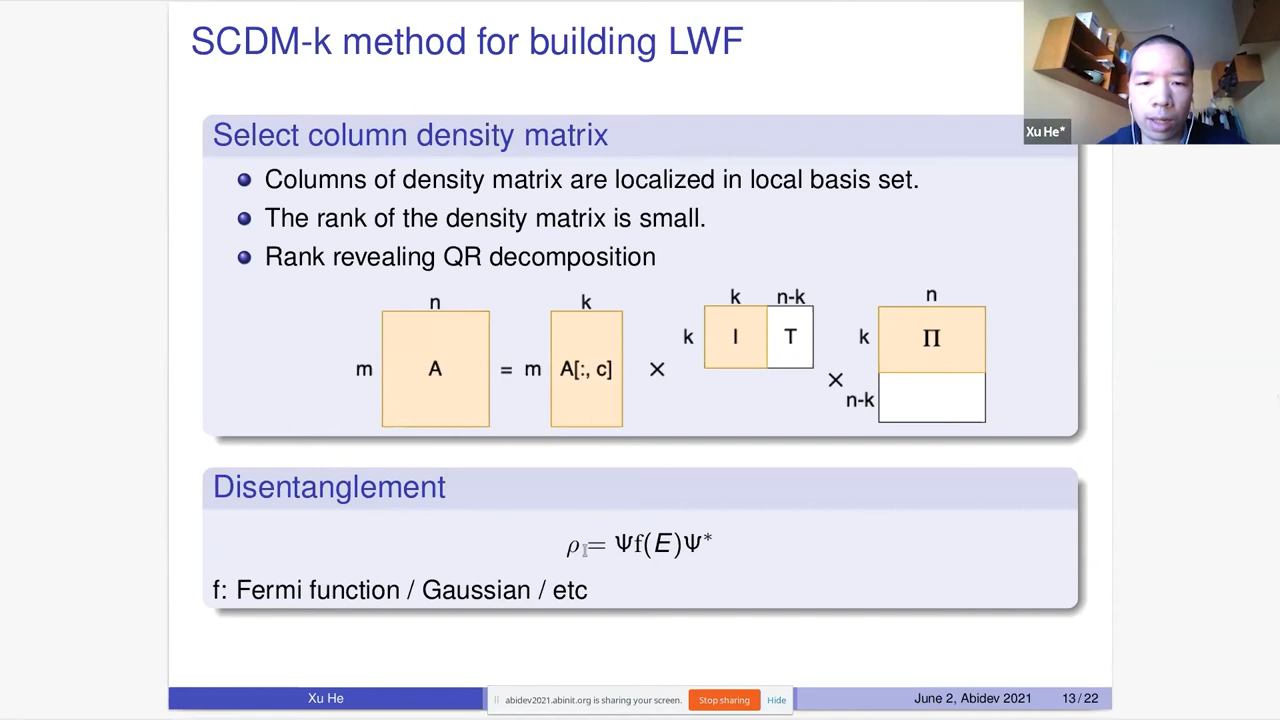 SCDM-k method for building LWF
Xu He*
Select column density matrix
Columns of density matrix are localized in local basis set.
The rank of the density matrix is small.
Rank revealing QR decomposition
n
k
k
n-k
n
m
A
=
m
A[:, c]
×
k
I
T
×
k
Π
n-k
Disentanglement
ρ = Ψf(E)Ψ*
f: Fermi function / Gaussian / etc
Xu He
abidev2021.abinit.org is sharing your screen.
Stop sharing
Hide
June 2, Abidev 2021
13 / 22